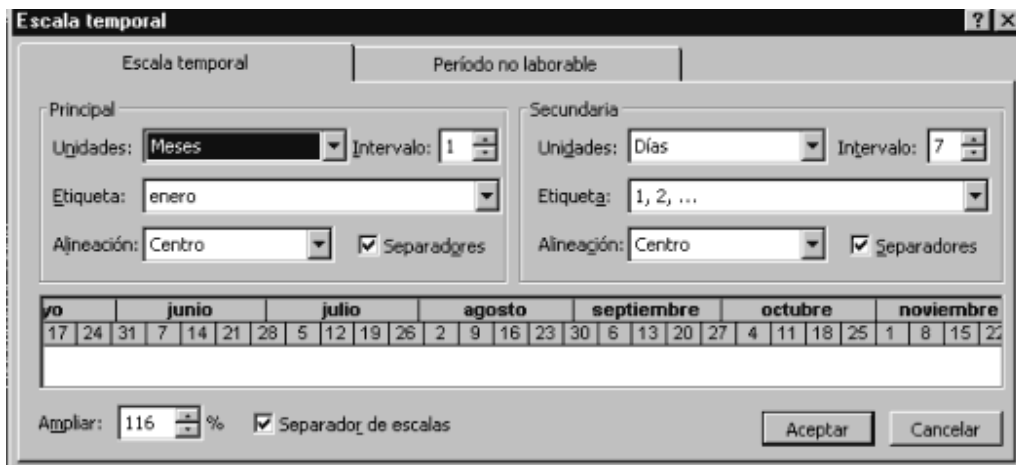 Escala temporal
Escala temporal Período no laborable
Principal Secundaria
Unidades: Meses Intervalo: 1 Unidades: Días Intervalo: 7
Etiqueta: enero Etiqueta: 1, 2, ...
Alineación: Centro Separadores Alineación: Centro Separadores
yo junio julio agosto septiembre octubre noviembre
17 24 31 7 14 21 28 5 12 19 26 2 9 16 23 30 6 13 20 27 4 11 18 25 1 8 15 22
Ampliar: 116 % Separador de escalas Aceptar Cancelar